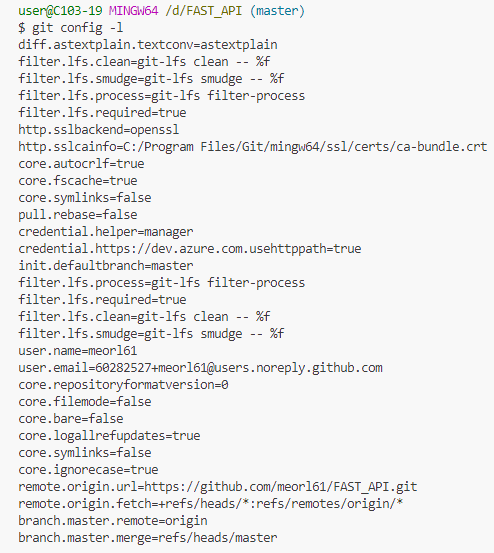 user@C103-19 MINGW64 /d/FAST_API (master)
$ git config -l
diff.astextplain.textconv=astextplain
filter.lfs.clean=git-lfs clean -- %f
filter.lfs.smudge=git-lfs smudge -- %f
filter.lfs.process=git-lfs filter-process
filter.lfs.required=true
http.sslbackend=openssl
http.sslcainfo=C:/Program Files/Git/mingw64/ssl/certs/ca-bundle.crt
core.autocrlf=true
core.fscache=true
core.symlinks=false
pull.rebase=false
credential.helper=manager
credential.https://dev.azure.com.usehttppath=true
init.defaultbranch=master
filter.lfs.process=git-lfs filter-process
filter.lfs.required=true
filter.lfs.clean=git-lfs clean -- %f
filter.lfs.smudge=git-lfs smudge -- %f
user.name=meorl61
user.email=60282527+meorl61@users.noreply.github.com
core.repositoryformatversion=0
core.filemode=false
core.bare=false
core.logallrefupdates=true
core.symlinks=false
core.ignorecase=true
remote.origin.url=https://github.com/meorl61/FAST_API.git
remote.origin.fetch=+refs/heads/*:refs/remotes/origin/*
branch.master.remote=origin
branch.master.merge=refs/heads/master